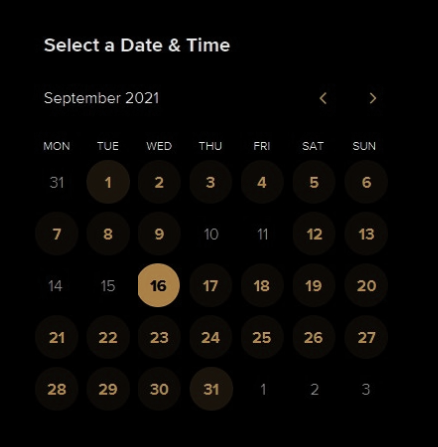 Select a Date & Time
September 2021
MON TUE WED THU FRI SAT SUN
31 1 2 3 4 5 6
7 8 9 10 11 12 13
14 15 16 17 18 19 20
21 22 23 24 25 26 27
28 29 30 31 1 2 3